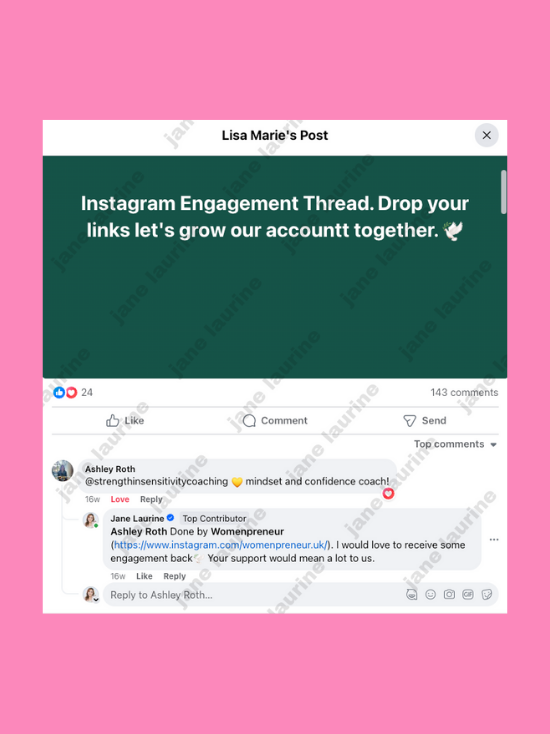 Lisa Marie's Post
Instagram Engagement Thread. Drop your
links let's grow our accountt together. 🕊️
24
143 comments
Like
Comment
Send
Top comments
Ashley Roth
@strengthinsensitivitycoaching 💛 mindset and confidence coach!
16w Love Reply
Jane Laurine Top Contributor
Ashley Roth Done by Womenpreneur
(https://www.instagram.com/womenpreneur.uk/). I would love to receive some
engagement back🤍 Your support would mean a lot to us.
16w Like Reply
Reply to Ashley Roth...
GIF
jane laurine